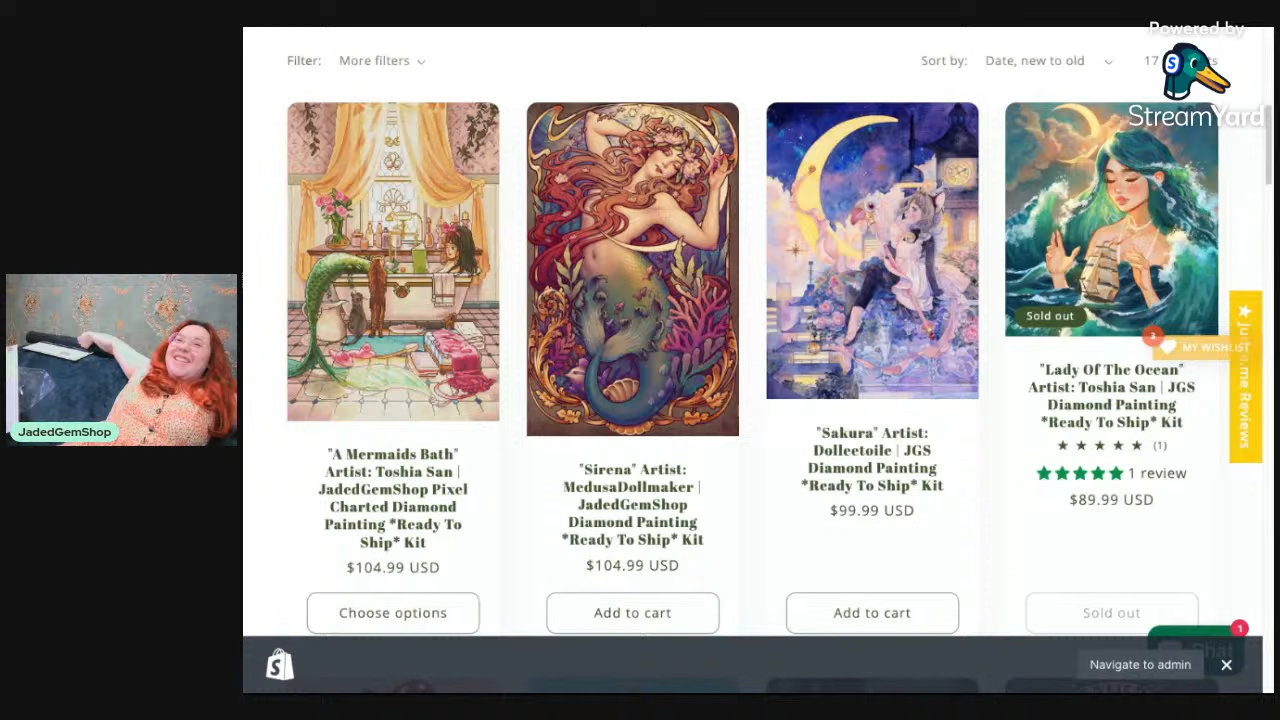 Powered by
StreamYard
Filter: More filters
Sort by: Date, new to old
17
Sold out
MY WISHLIST
"A Mermaids Bath"
Artist: Toshia San |
JadedGemShop Pixel
Charted Diamond
Painting *Ready To
Ship* Kit
$104.99 USD
Choose options
"Sirena" Artist:
MedusaDollmaker |
JadedGemShop
Diamond Painting
*Ready To Ship* Kit
$104.99 USD
Add to cart
"Sakura" Artist:
Dolleetoile | JGS
Diamond Painting
*Ready To Ship* Kit
$99.99 USD
Add to cart
"Lady Of The Ocean"
Artist: Toshia San | JGS
Diamond Painting
*Ready To Ship* Kit
(1)
1 review
$89.99 USD
Sold out
.me Reviews
JadedGemShop
Chat
1
Navigate to admin